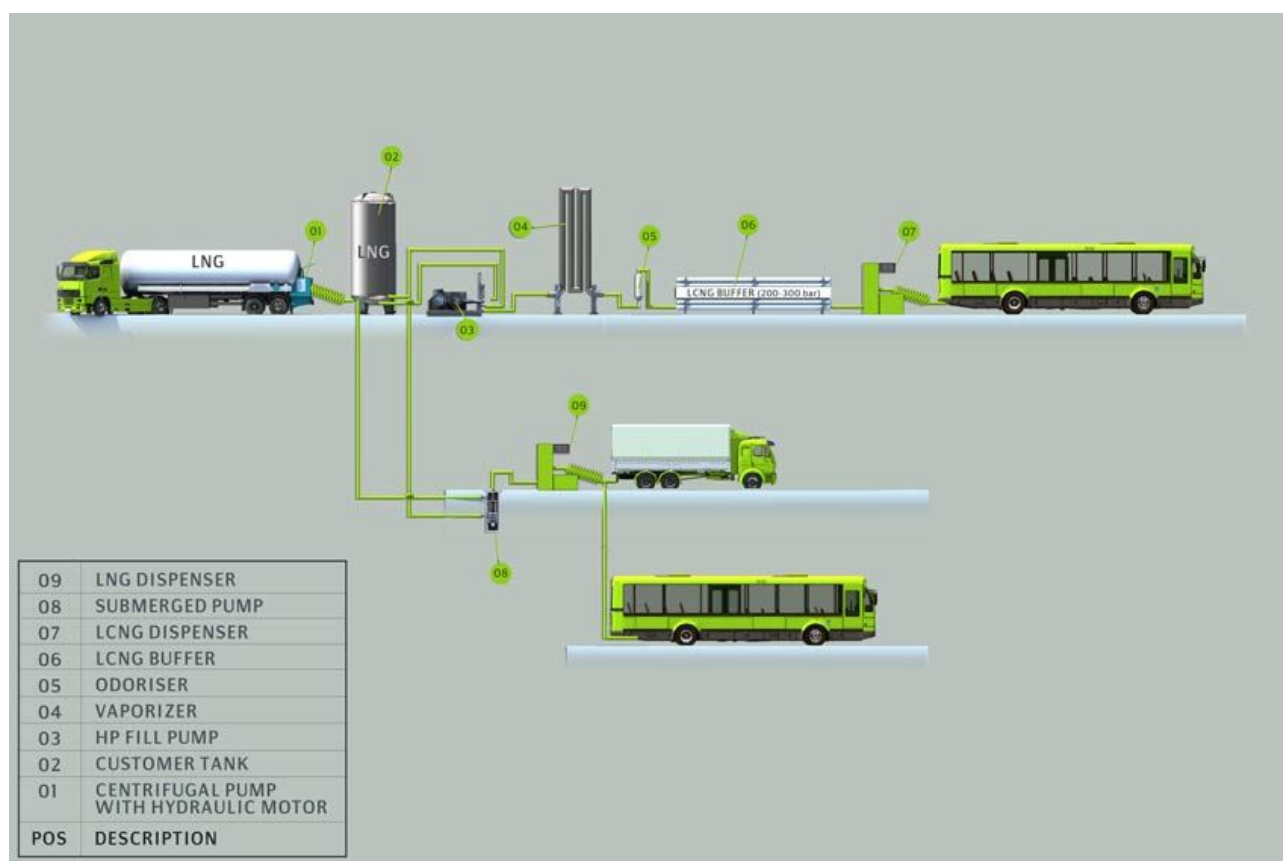 02
01
LNG
LNG
03
04
05
06
LCNG BUFFER (200-300 bar)
07
09
08
09 LNG DISPENSER
08 SUBMERGED PUMP
07 LCNG DISPENSER
06 LCNG BUFFER
05 ODORISER
04 VAPORIZER
03 HP FILL PUMP
02 CUSTOMER TANK
01 CENTRIFUGAL PUMP
WITH HYDRAULIC MOTOR
POS DESCRIPTION